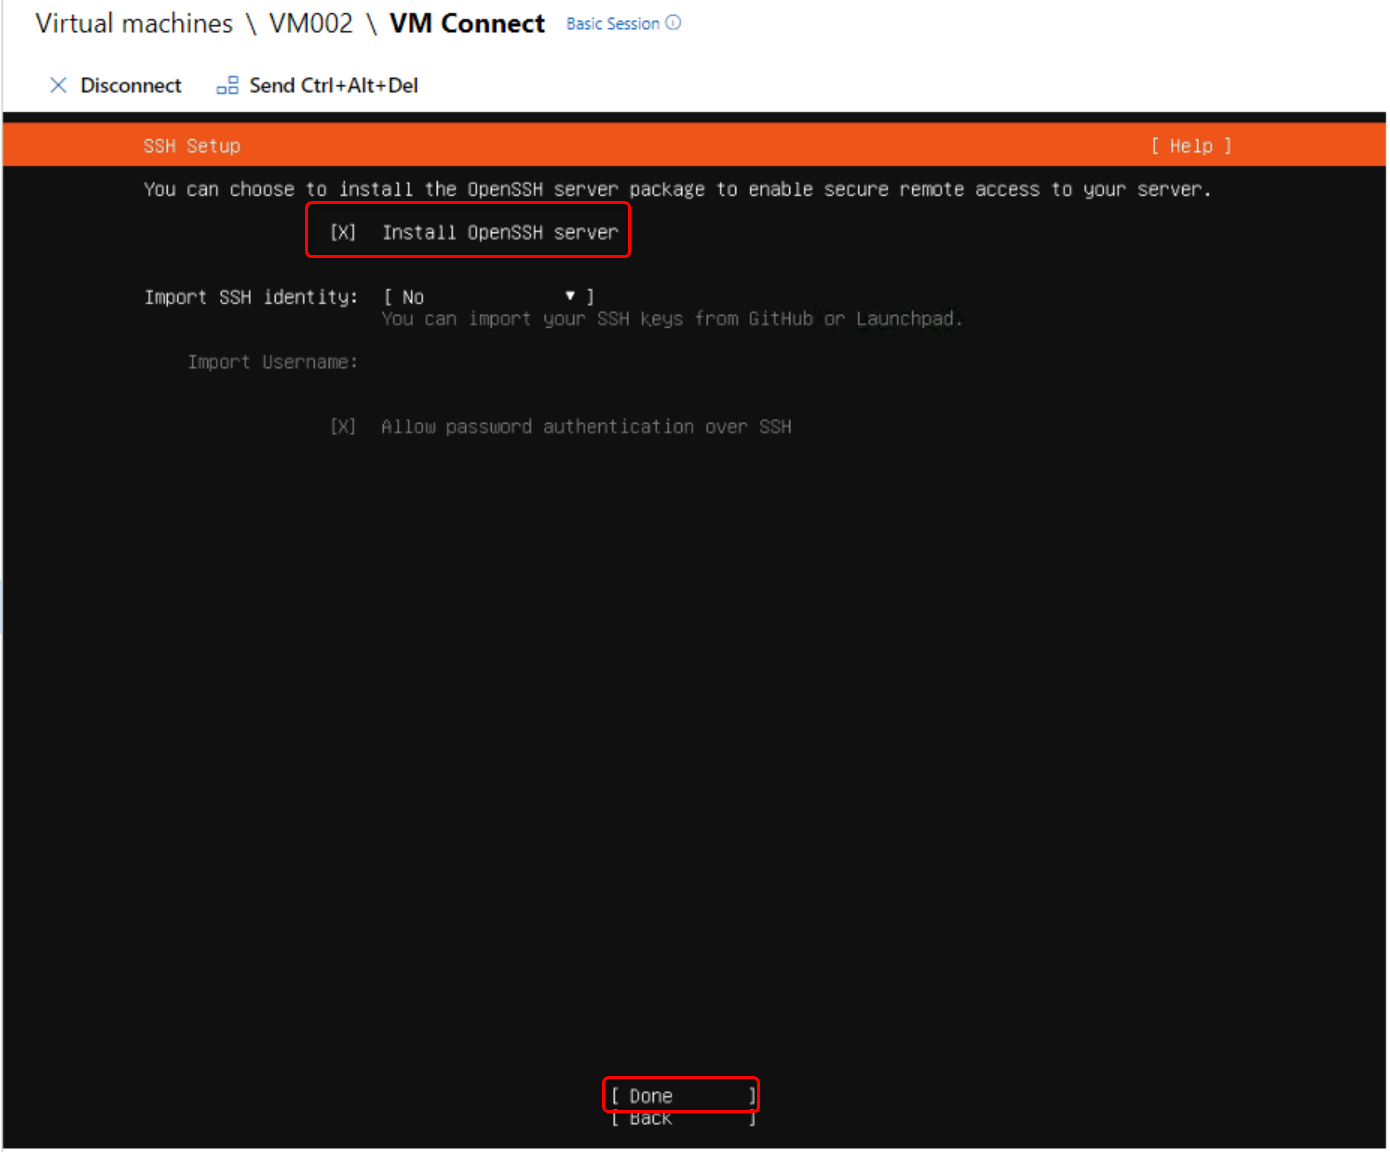 Virtual machines \ VM002 \ VM Connect Basic Session
Disconnect Send Ctrl+Alt+Del
SSH Setup [ Help ]
You can choose to install the OpenSSH server package to enable secure remote access to your server.
[X] Install OpenSSH server
Import SSH identity: [ No ▼ ]
You can import your SSH keys from GitHub or Launchpad.
Import Username:
[X] Allow password authentication over SSH
[ Done ]
[ Back ]